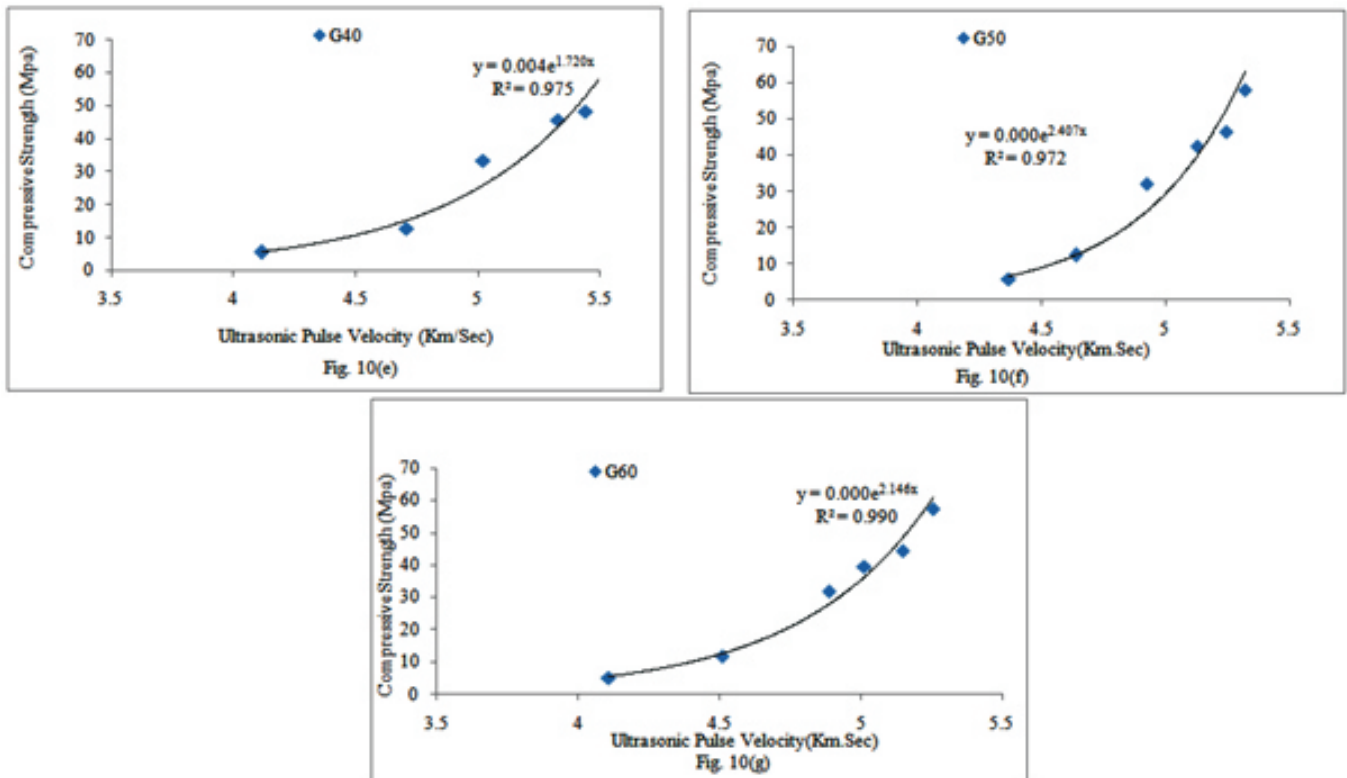 G40
70
60
50
40
30
20
10
0
Compressive Strength (Mpa)
y = 0.004e^1.720x
R² = 0.975
3.5 4 4.5 5 5.5
Ultrasonic Pulse Velocity (Km/Sec)
Fig. 10(e)
G50
70
60
50
40
30
20
10
0
Compressive Strength (Mpa)
y = 0.000e^2.407x
R² = 0.972
3.5 4 4.5 5 5.5
Ultrasonic Pulse Velocity(Km.Sec)
Fig. 10(f)
G60
70
60
50
40
30
20
10
0
Compressive Strength (Mpa)
y = 0.000e^2.146x
R² = 0.990
3.5 4 4.5 5 5.5
Ultrasonic Pulse Velocity(Km.Sec)
Fig. 10(g)